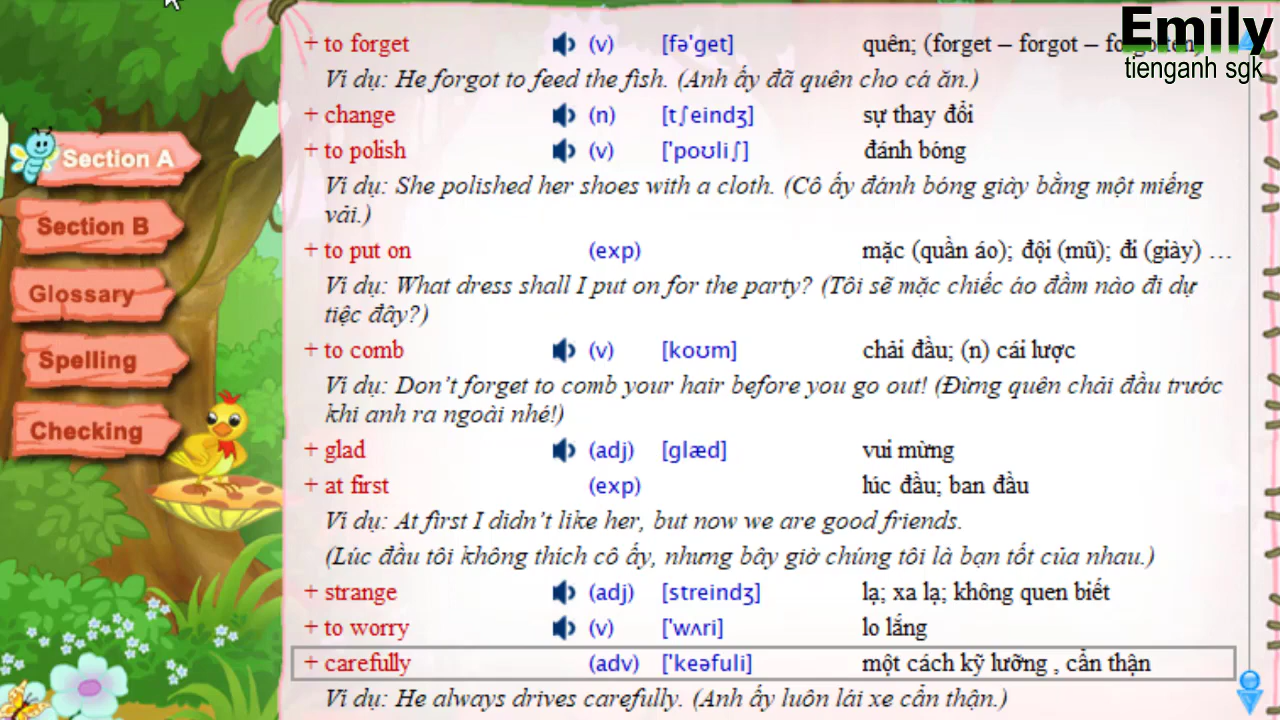 Emily
tienganh sgk
Section A
Section B
Glossary
Spelling
Checking
+ to forget (v) [fə'ɡet] quên; (forget – forgot – forgotten)
Ví dụ: He forgot to feed the fish. (Anh ấy đã quên cho cá ăn.)
+ change (n) [t∫eindʒ] sự thay đổi
+ to polish (v) ['poʊli∫] đánh bóng
Ví dụ: She polished her shoes with a cloth. (Cô ấy đánh bóng giày bằng một miếng
vải.)
+ to put on (exp) mặc (quần áo); đội (mũ); đi (giày) …
Ví dụ: What dress shall I put on for the party? (Tôi sẽ mặc chiếc áo đầm nào đi dự
tiệc đây?)
+ to comb (v) [koʊm] chải đầu; (n) cái lược
Ví dụ: Don’t forget to comb your hair before you go out! (Đừng quên chải đầu trước
khi anh ra ngoài nhé!)
+ glad (adj) [ɡlæd] vui mừng
+ at first (exp) lúc đầu; ban đầu
Ví dụ: At first I didn’t like her, but now we are good friends.
(Lúc đầu tôi không thích cô ấy, nhưng bây giờ chúng tôi là bạn tốt của nhau.)
+ strange (adj) [streindʒ] lạ; xa lạ; không quen biết
+ to worry (v) ['wʌri] lo lắng
+ carefully (adv) ['keəfuli] một cách kỹ lưỡng , cẩn thận
Ví dụ: He always drives carefully. (Anh ấy luôn lái xe cẩn thận.)